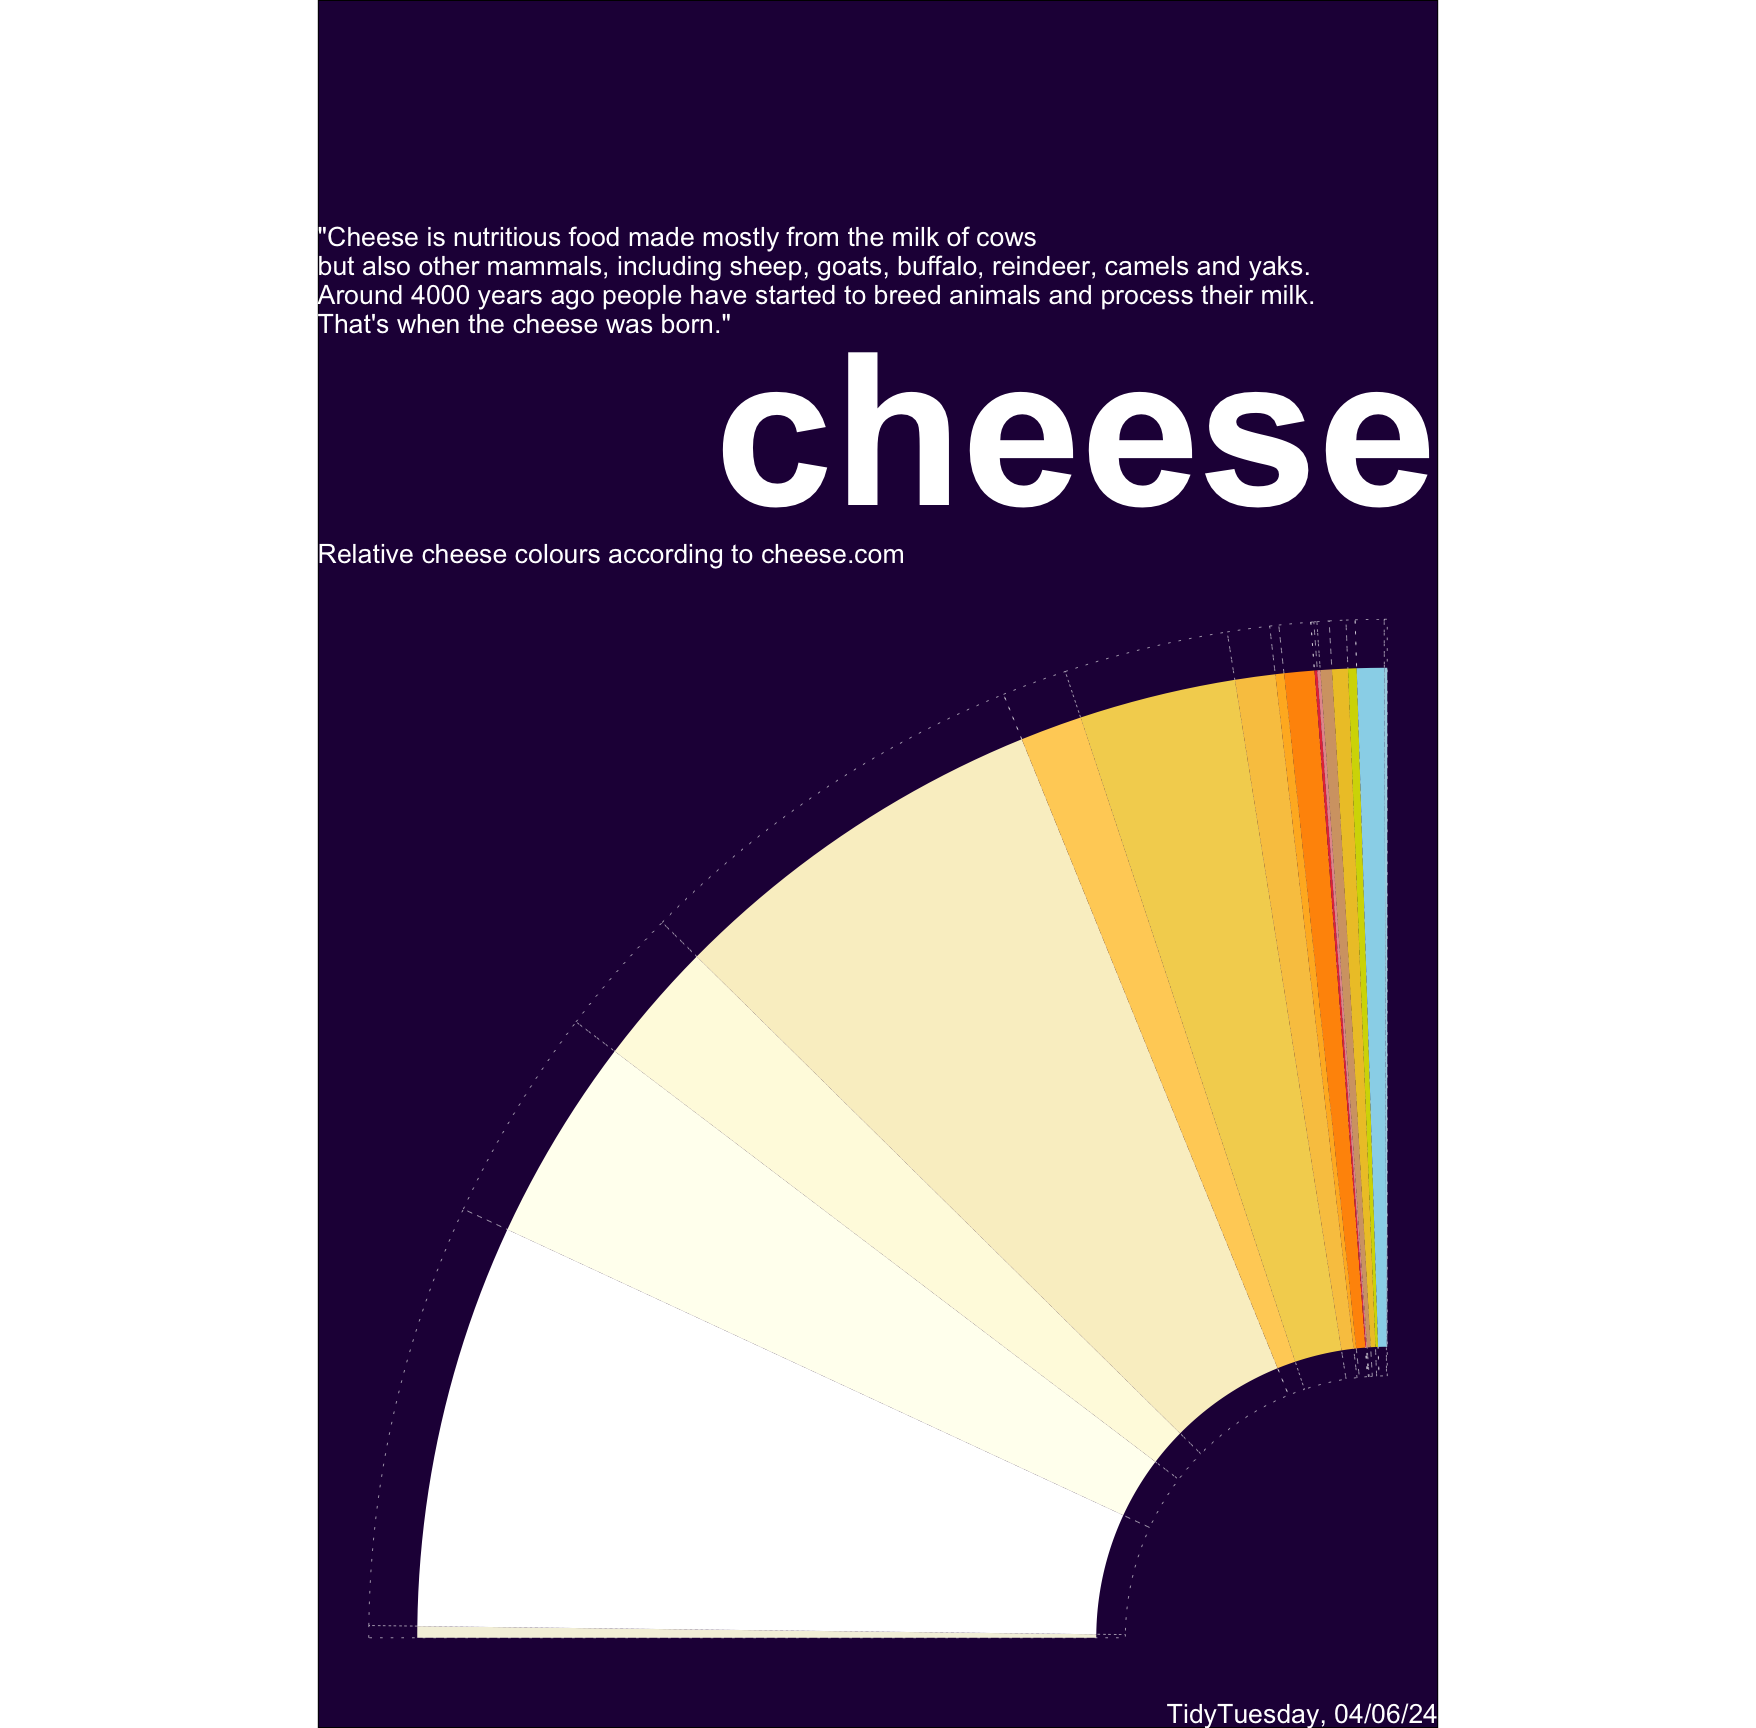 "Cheese is nutritious food made mostly from the milk of cows
but also other mammals, including sheep, goats, buffalo, reindeer, camels and yaks.
Around 4000 years ago people have started to breed animals and process their milk.
That's when the cheese was born."
cheese
Relative cheese colours according to cheese.com
TidyTuesday, 04/06/24